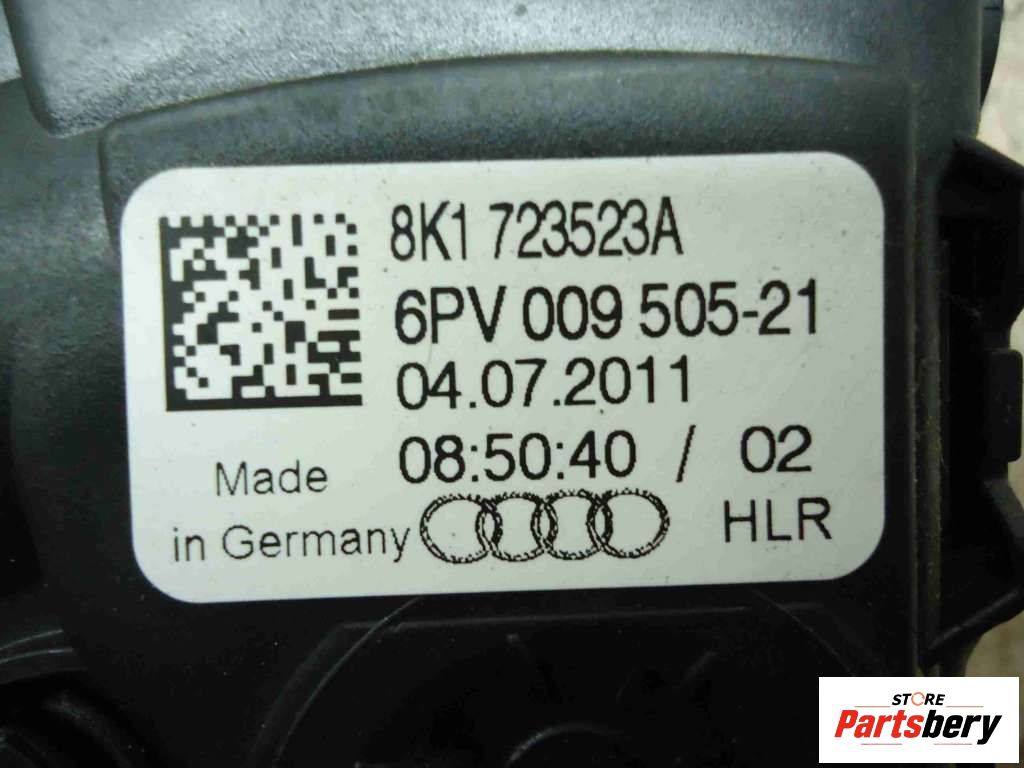 8K1 723523A
6PV 009 505-21
04.07.2011
08:50:40 / 02
Made
in Germany
HLR
STORE
Partsbery